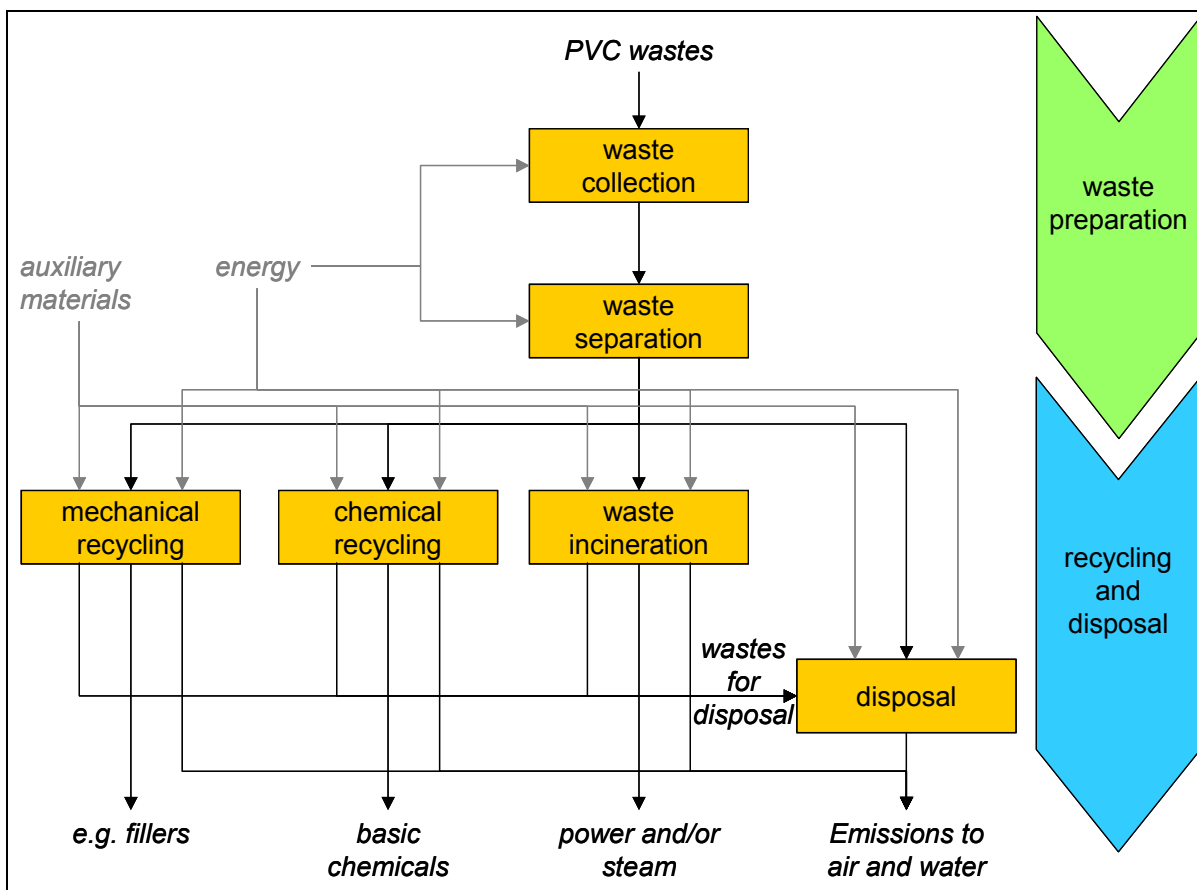 PVC wastes
waste
collection
waste
preparation
auxiliary
materials
energy
waste
separation
mechanical
recycling
chemical
recycling
waste
incineration
recycling
and
disposal
wastes
for
disposal
disposal
e.g. fillers
basic
chemicals
power and/or
steam
Emissions to
air and water